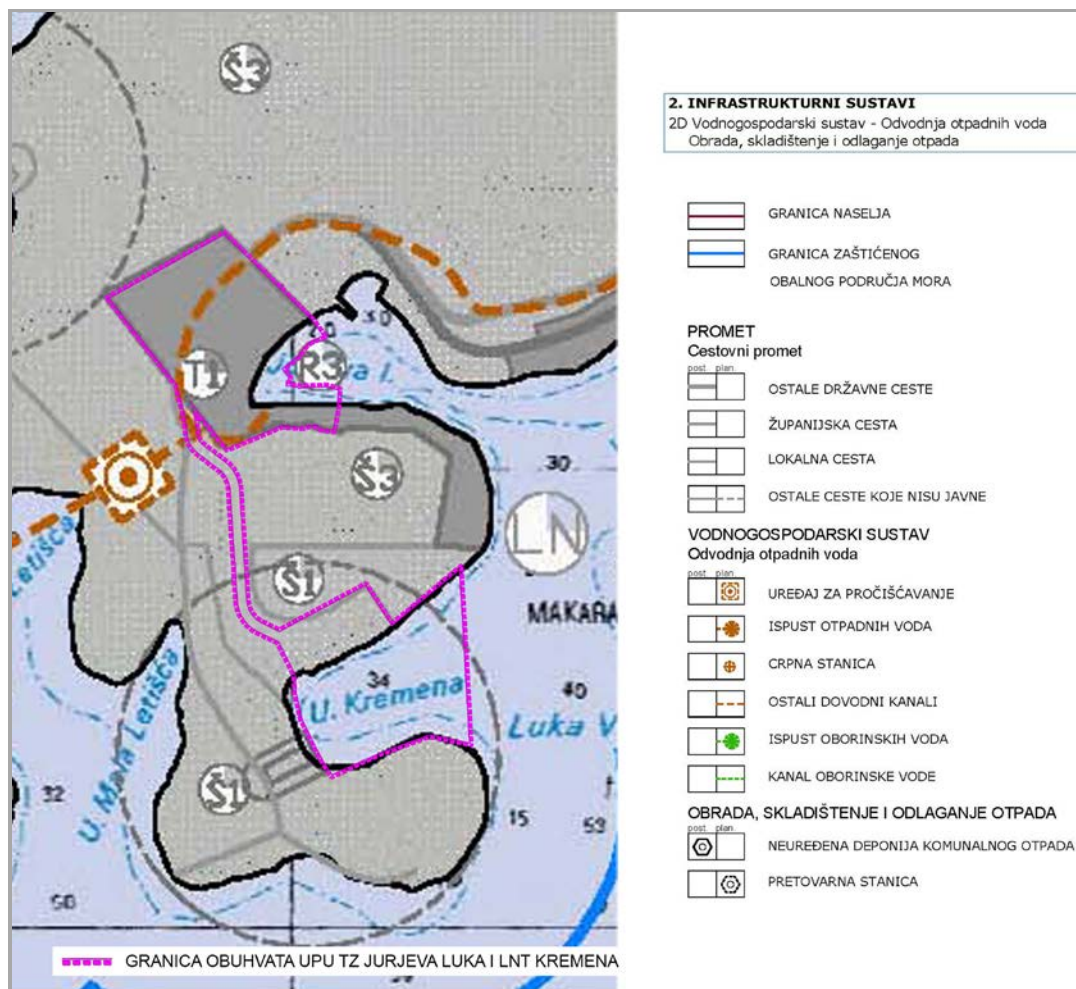 Š3
2. INFRASTRUKTURNI SUSTAVI
2D Vodnogospodarski sustav - Odvodnja otpadnih voda
Obrada, skladištenje i odlaganje otpada
GRANICA NASELJA
GRANICA ZAŠTIĆENOG
OBALNOG PODRUČJA MORA
PROMET
Cestovni promet
post. plan.
OSTALE DRŽAVNE CESTE
ŽUPANIJSKA CESTA
LOKALNA CESTA
OSTALE CESTE KOJE NISU JAVNE
VODNOGOSPODARSKI SUSTAV
Odvodnja otpadnih voda
post. plan.
UREĐAJ ZA PROČIŠĆAVANJE
ISPUST OTPADNIH VODA
CRPNA STANICA
OSTALI DOVODNI KANALI
ISPUST OBORINSKIH VODA
KANAL OBORINSKE VODE
OBRADA, SKLADIŠTENJE I ODLAGANJE OTPADA
post. plan.
NEUREĐENA DEPONIJA KOMUNALNOG OTPADA
PRETOVARNA STANICA
T1
R3
Š3
30
LN
Š1
MAKARA
34
U. Kremena
40
Luka V
Letišća
U. Mala Letišća
Š1
32
15
53
50
GRANICA OBUHVATA UPU TZ JURJEVA LUKA I LNT KREMENA